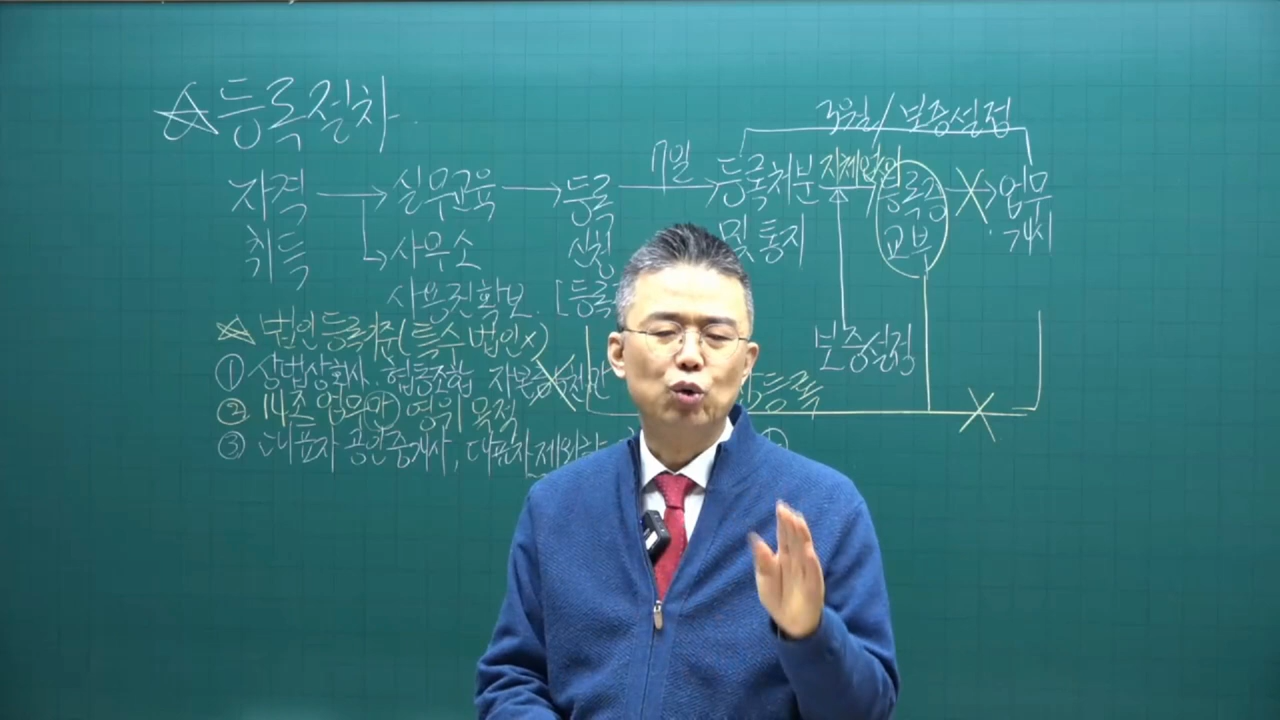 ☆등록절차.
3월/보증설정
자격 → 실무교육 → 등록 7일 → 등록처분 지체없이 등록증 → 업무
취득 사무소 신청 및 통지 교부 개시
사용권확보. [등록
보증설정
☆ 법인등록기준(특수법인×)
① 상법상회사. 협동조합 자본금 5천만 등록
② 14조 업무만 영위 목적
③ 대표자 공인중개사, 대표자제외한